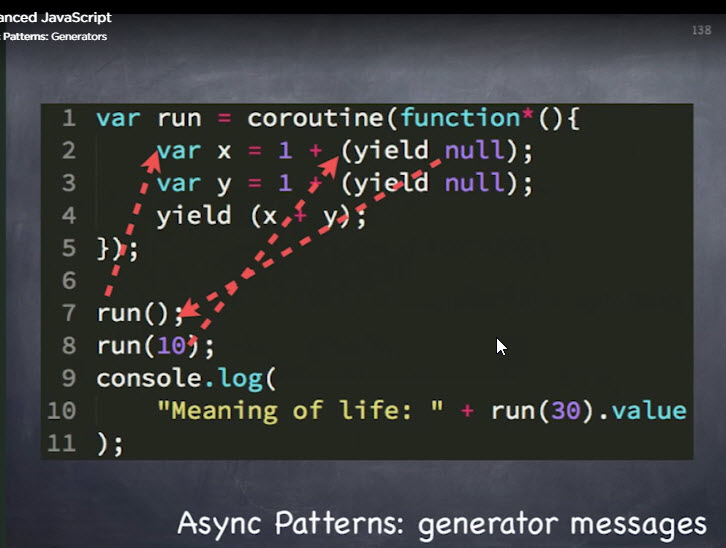 anced JavaScript
Patterns: Generators
138
1 var run = coroutine(function*(){
2 var x = 1 + (yield null);
3 var y = 1 + (yield null);
4 yield (x + y);
5 });
6
7 run();
8 run(10);
9 console.log(
10 "Meaning of life: " + run(30).value
11 );
Async Patterns: generator messages